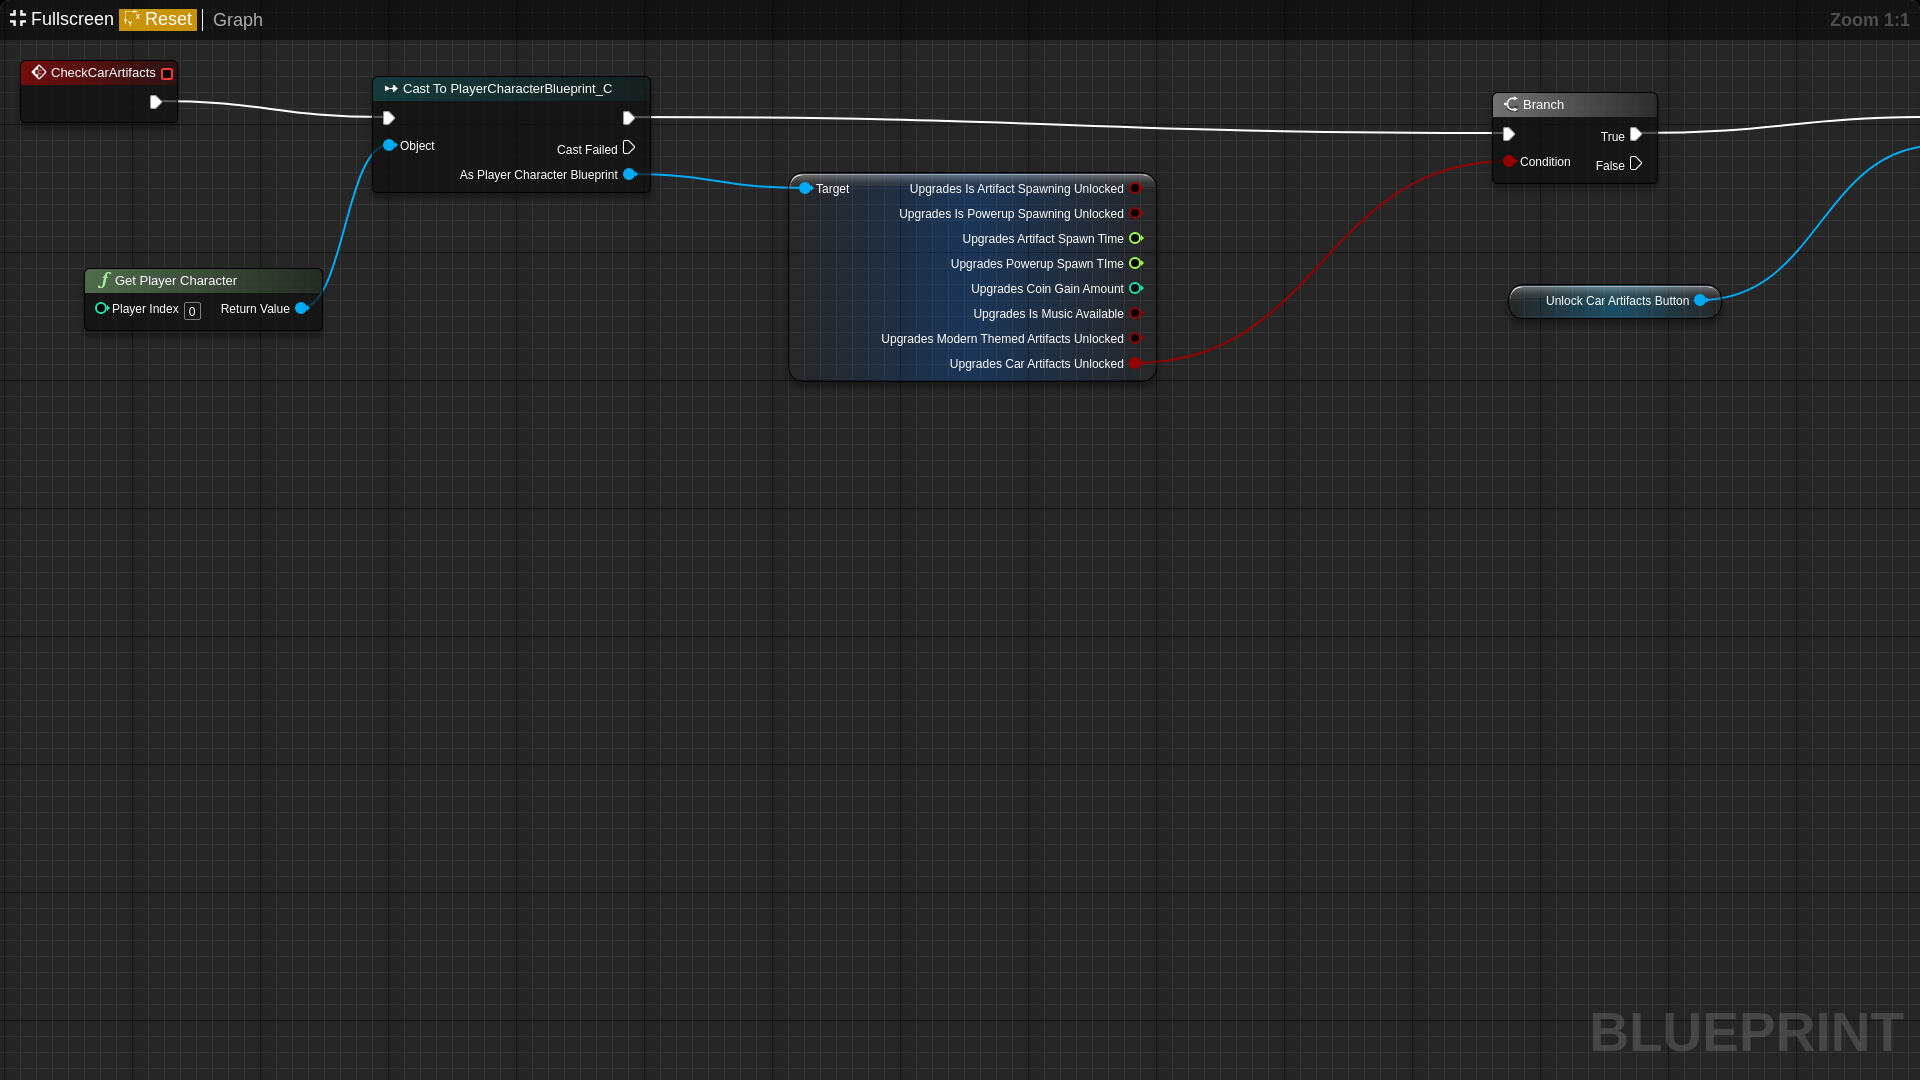 Fullscreen Reset Graph Zoom 1:1
CheckCarArtifacts
Cast To PlayerCharacterBlueprint_C
Object
Cast Failed
As Player Character Blueprint
Get Player Character
Player Index 0 Return Value
Target
Upgrades Is Artifact Spawning Unlocked
Upgrades Is Powerup Spawning Unlocked
Upgrades Artifact Spawn Time
Upgrades Powerup Spawn TIme
Upgrades Coin Gain Amount
Upgrades Is Music Available
Upgrades Modern Themed Artifacts Unlocked
Upgrades Car Artifacts Unlocked
Branch
True
Condition
False
Unlock Car Artifacts Button
BLUEPRINT